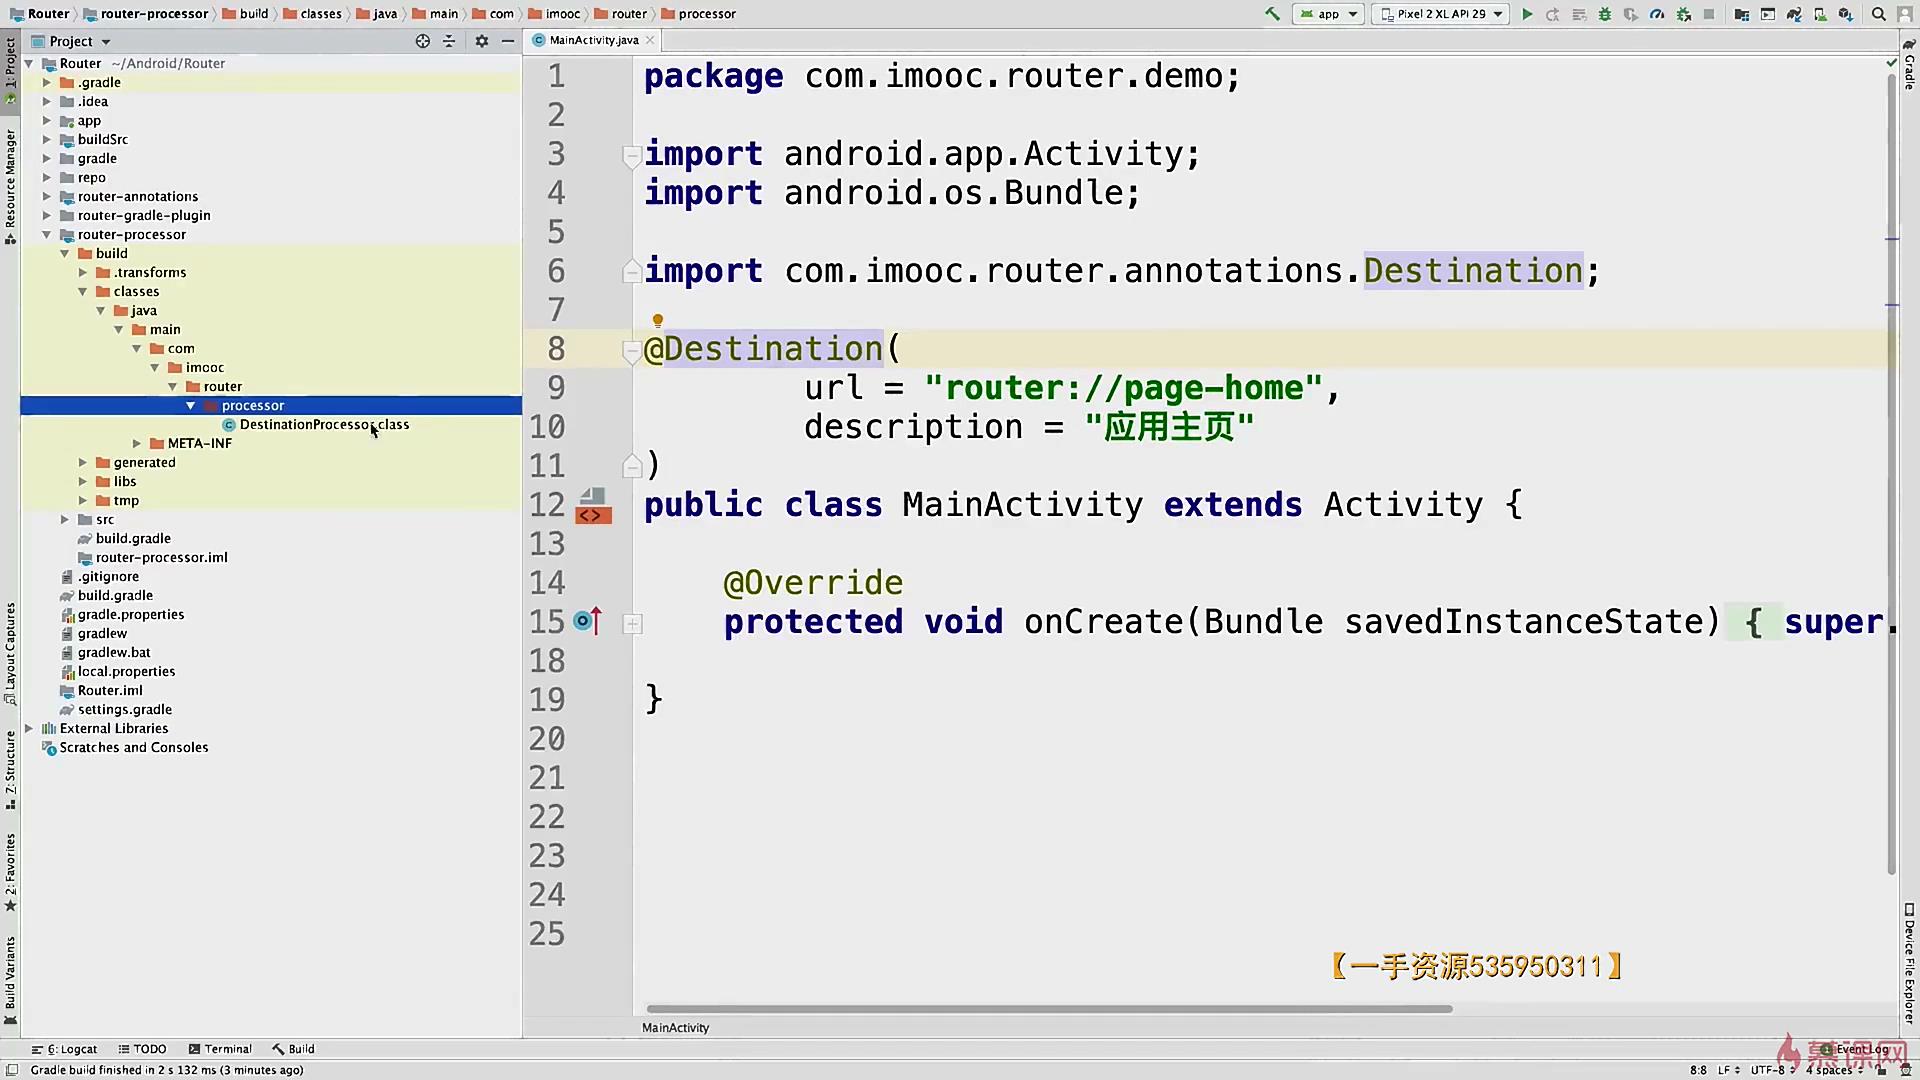 Router router-processor build classes java main com imooc router processor app Pixel 2 XL API 29
Project
MainActivity.java
Router ~/Android/Router
.gradle
.idea
app
buildSrc
gradle
repo
router-annotations
router-gradle-plugin
router-processor
build
.transforms
classes
java
main
com
imooc
router
processor
DestinationProcessor.class
META-INF
generated
libs
tmp
src
build.gradle
router-processor.iml
.gitignore
build.gradle
gradle.properties
gradlew
gradlew.bat
local.properties
Router.iml
settings.gradle
External Libraries
Scratches and Consoles
1: Project
Resource Manager
Layout Captures
7: Structure
2: Favorites
Build Variants
1 package com.imooc.router.demo;
2
3 import android.app.Activity;
4 import android.os.Bundle;
5
6 import com.imooc.router.annotations.Destination;
7
8 @Destination(
9 url = "router://page-home",
10 description = "应用主页"
11 )
12 public class MainActivity extends Activity {
13
14 @Override
15 protected void onCreate(Bundle savedInstanceState) { super.
18
19 }
20
21
22
23
24
25
Gradle
Device File Explorer
【一手资源535950311】
MainActivity
6: Logcat TODO Terminal Build Event Log
慕课网
Gradle build finished in 2 s 132 ms (3 minutes ago) 8:8 LF UTF-8 4 spaces